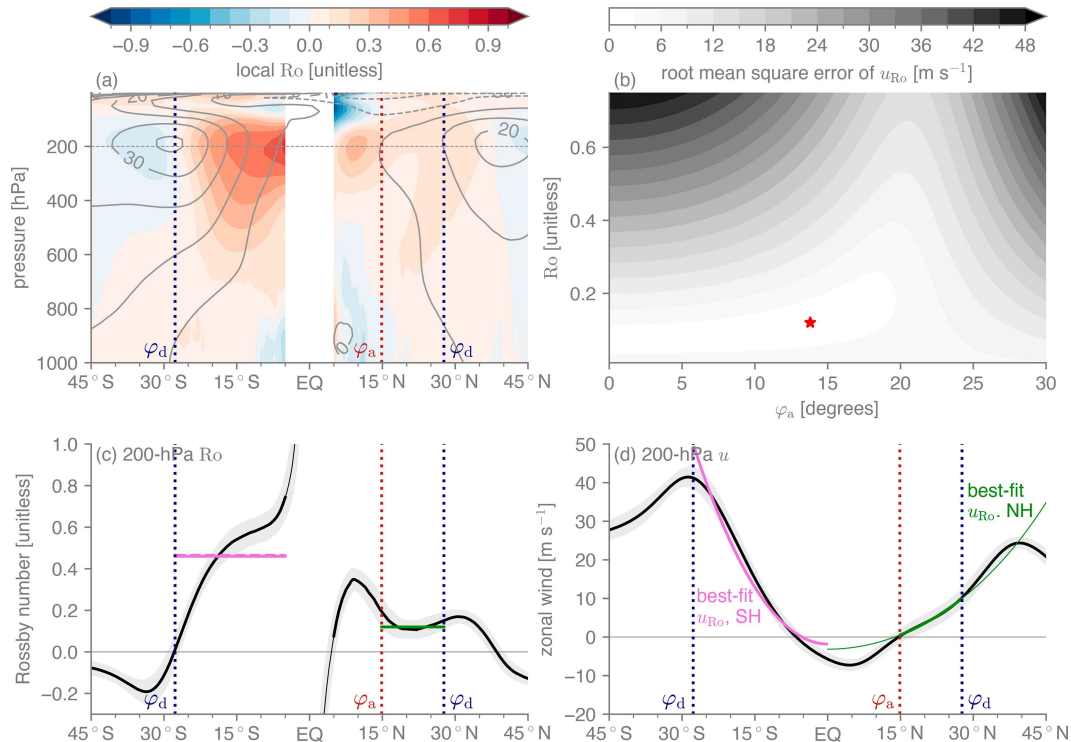 −0.9 −0.6 −0.3 0.0 0.3 0.6 0.9
local Ro [unitless]
0 6 12 18 24 30 36 42 48
root mean square error of u_Ro [m s⁻¹]
(a)
20
30
20
0
200
400
600
800
1000
pressure [hPa]
φd
φa
φd
45°S 30°S 15°S EQ 15°N 30°N 45°N
(b)
0.6
0.4
0.2
Ro [unitless]
0 5 10 15 20 25 30
φa [degrees]
(c) 200-hPa Ro
1.0
0.8
0.6
0.4
0.2
0.0
−0.2
Rossby number [unitless]
φd
φa
φd
45°S 30°S 15°S EQ 15°N 30°N 45°N
(d) 200-hPa u
50
40
30
20
10
0
−10
−20
zonal wind [m s⁻¹]
best-fit
u_Ro, NH
best-fit
u_Ro, SH
φd
φa
φd
45°S 30°S 15°S EQ 15°N 30°N 45°N